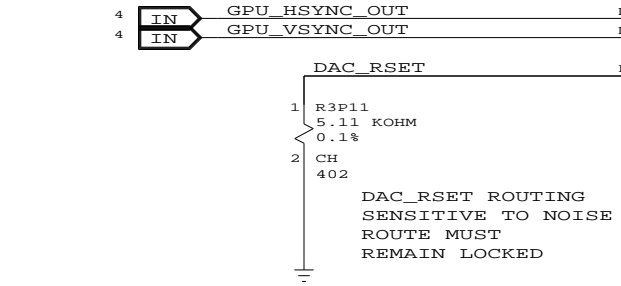 4 IN GPU_HSYNC_OUT
4 IN GPU_VSYNC_OUT
DAC_RSET
1 R3P11
5.11 KOHM
0.1%
2 CH
402
DAC_RSET ROUTING
SENSITIVE TO NOISE
ROUTE MUST
REMAIN LOCKED